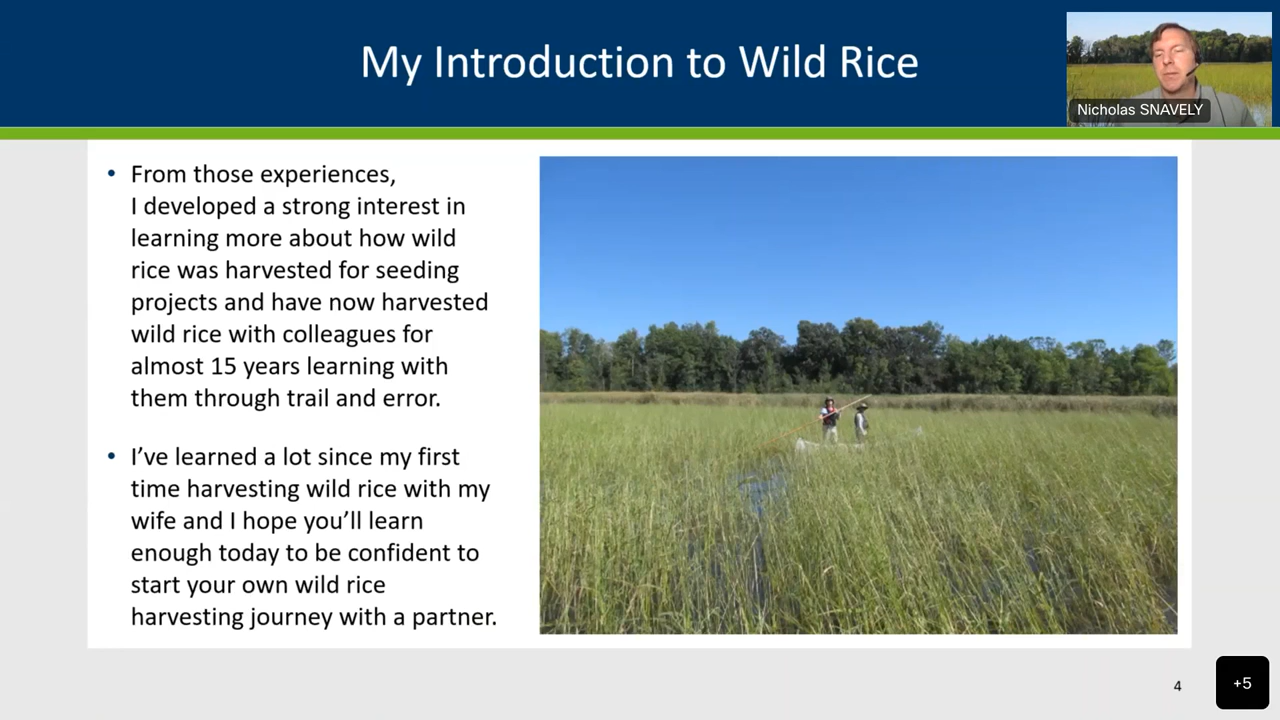 My Introduction to Wild Rice
Nicholas SNAVELY
• From those experiences,
I developed a strong interest in
learning more about how wild
rice was harvested for seeding
projects and have now harvested
wild rice with colleagues for
almost 15 years learning with
them through trail and error.
• I’ve learned a lot since my first
time harvesting wild rice with my
wife and I hope you’ll learn
enough today to be confident to
start your own wild rice
harvesting journey with a partner.
4
+5